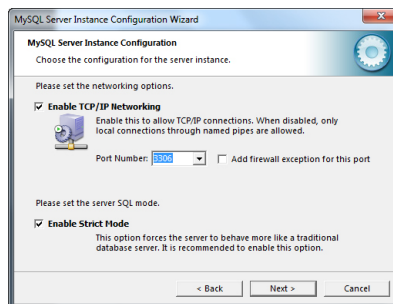 MySQL Server Instance Configuration Wizard
MySQL Server Instance Configuration
Choose the configuration for the server instance.
Please set the networking options.
Enable TCP/IP Networking
Enable this to allow TCP/IP connections. When disabled, only
local connections through named pipes are allowed.
Port Number: 3306 Add firewall exception for this port
Please set the server SQL mode.
Enable Strict Mode
This option forces the server to behave more like a traditional
database server. It is recommended to enable this option.
< Back Next > Cancel